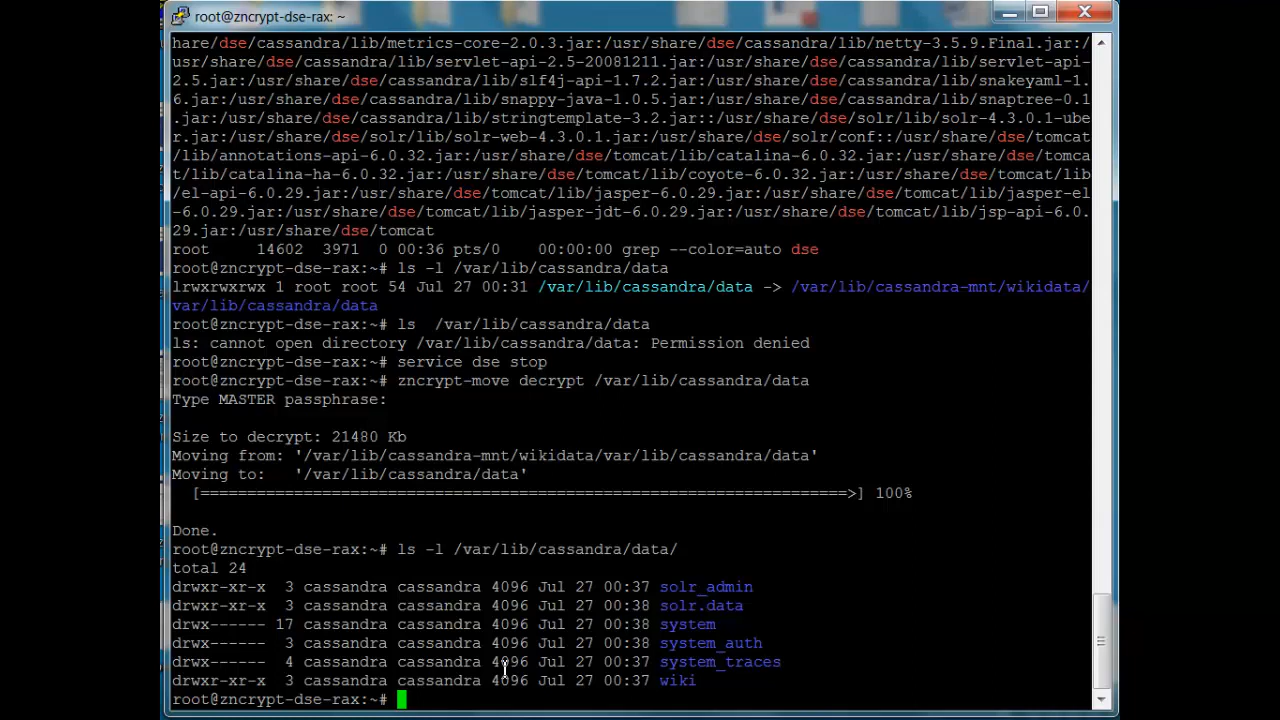 root@zncrypt-dse-rax: ~
hare/dse/cassandra/lib/metrics-core-2.0.3.jar:/usr/share/dse/cassandra/lib/netty-3.5.9.Final.jar:/
usr/share/dse/cassandra/lib/servlet-api-2.5-20081211.jar:/usr/share/dse/cassandra/lib/servlet-api-
2.5.jar:/usr/share/dse/cassandra/lib/slf4j-api-1.7.2.jar:/usr/share/dse/cassandra/lib/snakeyaml-1.
6.jar:/usr/share/dse/cassandra/lib/snappy-java-1.0.5.jar:/usr/share/dse/cassandra/lib/snaptree-0.1
.jar:/usr/share/dse/cassandra/lib/stringtemplate-3.2.jar::/usr/share/dse/solr/lib/solr-4.3.0.1-ube
r.jar:/usr/share/dse/solr/lib/solr-web-4.3.0.1.jar:/usr/share/dse/solr/conf::/usr/share/dse/tomcat
/lib/annotations-api-6.0.32.jar:/usr/share/dse/tomcat/lib/catalina-6.0.32.jar:/usr/share/dse/tomca
t/lib/catalina-ha-6.0.32.jar:/usr/share/dse/tomcat/lib/coyote-6.0.32.jar:/usr/share/dse/tomcat/lib
/el-api-6.0.29.jar:/usr/share/dse/tomcat/lib/jasper-6.0.29.jar:/usr/share/dse/tomcat/lib/jasper-el
-6.0.29.jar:/usr/share/dse/tomcat/lib/jasper-jdt-6.0.29.jar:/usr/share/dse/tomcat/lib/jsp-api-6.0.
29.jar:/usr/share/dse/tomcat
root     14602  3971  0 00:36 pts/0    00:00:00 grep --color=auto dse
root@zncrypt-dse-rax:~# ls -l /var/lib/cassandra/data
lrwxrwxrwx 1 root root 54 Jul 27 00:31 /var/lib/cassandra/data -> /var/lib/cassandra-mnt/wikidata/
var/lib/cassandra/data
root@zncrypt-dse-rax:~# ls  /var/lib/cassandra/data
ls: cannot open directory /var/lib/cassandra/data: Permission denied
root@zncrypt-dse-rax:~# service dse stop
root@zncrypt-dse-rax:~# zncrypt-move decrypt /var/lib/cassandra/data
Type MASTER passphrase:
Size to decrypt: 21480 Kb
Moving from: '/var/lib/cassandra-mnt/wikidata/var/lib/cassandra/data'
Moving to:   '/var/lib/cassandra/data'
[=====================================================================>] 100%
Done.
root@zncrypt-dse-rax:~# ls -l /var/lib/cassandra/data/
total 24
drwxr-xr-x  3 cassandra cassandra 4096 Jul 27 00:37 solr_admin
drwxr-xr-x  3 cassandra cassandra 4096 Jul 27 00:38 solr.data
drwx------ 17 cassandra cassandra 4096 Jul 27 00:38 system
drwx------  3 cassandra cassandra 4096 Jul 27 00:38 system_auth
drwx------  4 cassandra cassandra 4096 Jul 27 00:37 system_traces
drwxr-xr-x  3 cassandra cassandra 4096 Jul 27 00:37 wiki
root@zncrypt-dse-rax:~#